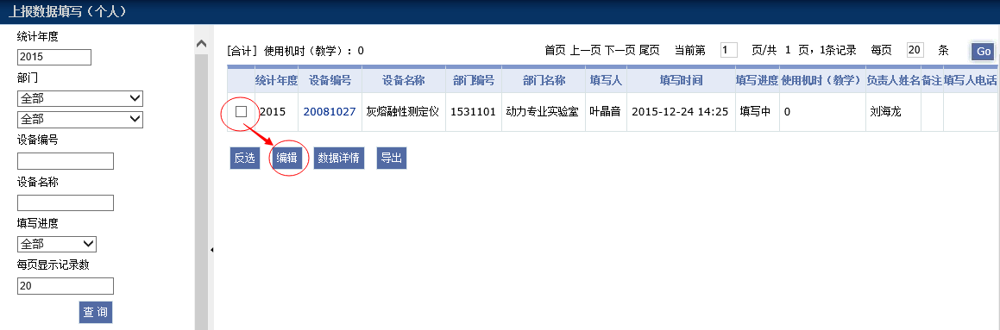 上报数据填写（个人）
统计年度
2015
部门
全部
全部
设备编号
设备名称
填写进度
全部
每页显示记录数
20
查 询
[合计] 使用机时（教学）: 0
首页 上一页 下一页 尾页 当前第 1 页/共 1 页，1条记录 每页 20 条 Go
统计年度 设备编号 设备名称 部门编号 部门名称 填写人 填写时间 填写进度 使用机时（教学） 负责人姓名 备注 填写人电话
2015 20081027 灰熔融性测定仪 1531101 动力专业实验室 叶晶音 2015-12-24 14:25 填写中 0 刘海龙
反选 编辑 数据详情 导出